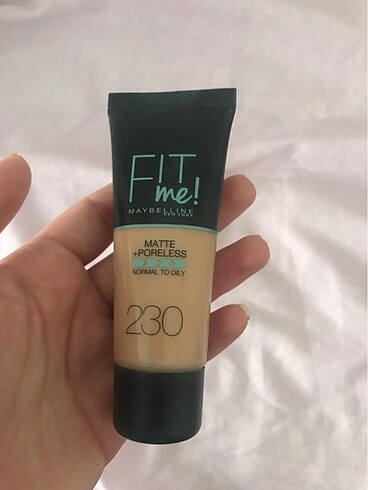 FIT
me!
MAYBELLINE
NEW YORK
MATTE
+PORELESS
NORMAL TO OILY
230